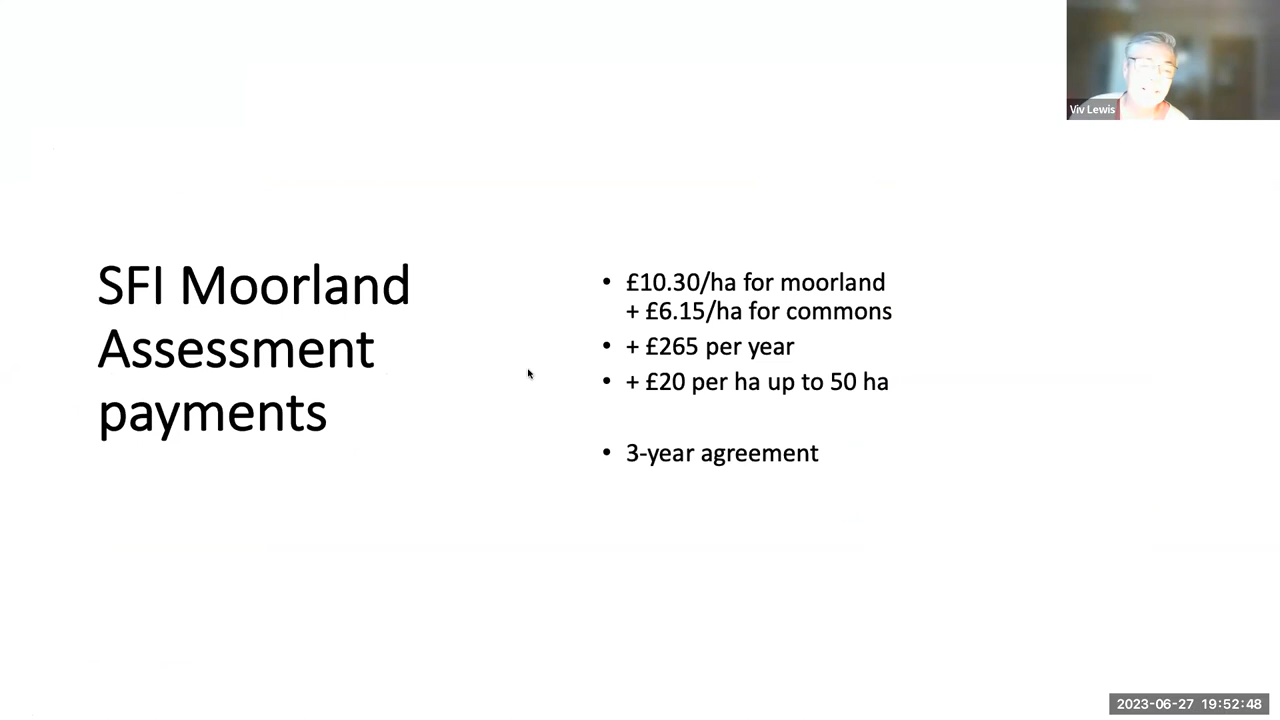 Viv Lewis
SFI Moorland
Assessment
payments
• £10.30/ha for moorland
+ £6.15/ha for commons
• + £265 per year
• + £20 per ha up to 50 ha
• 3-year agreement
2023-06-27 19:52:48